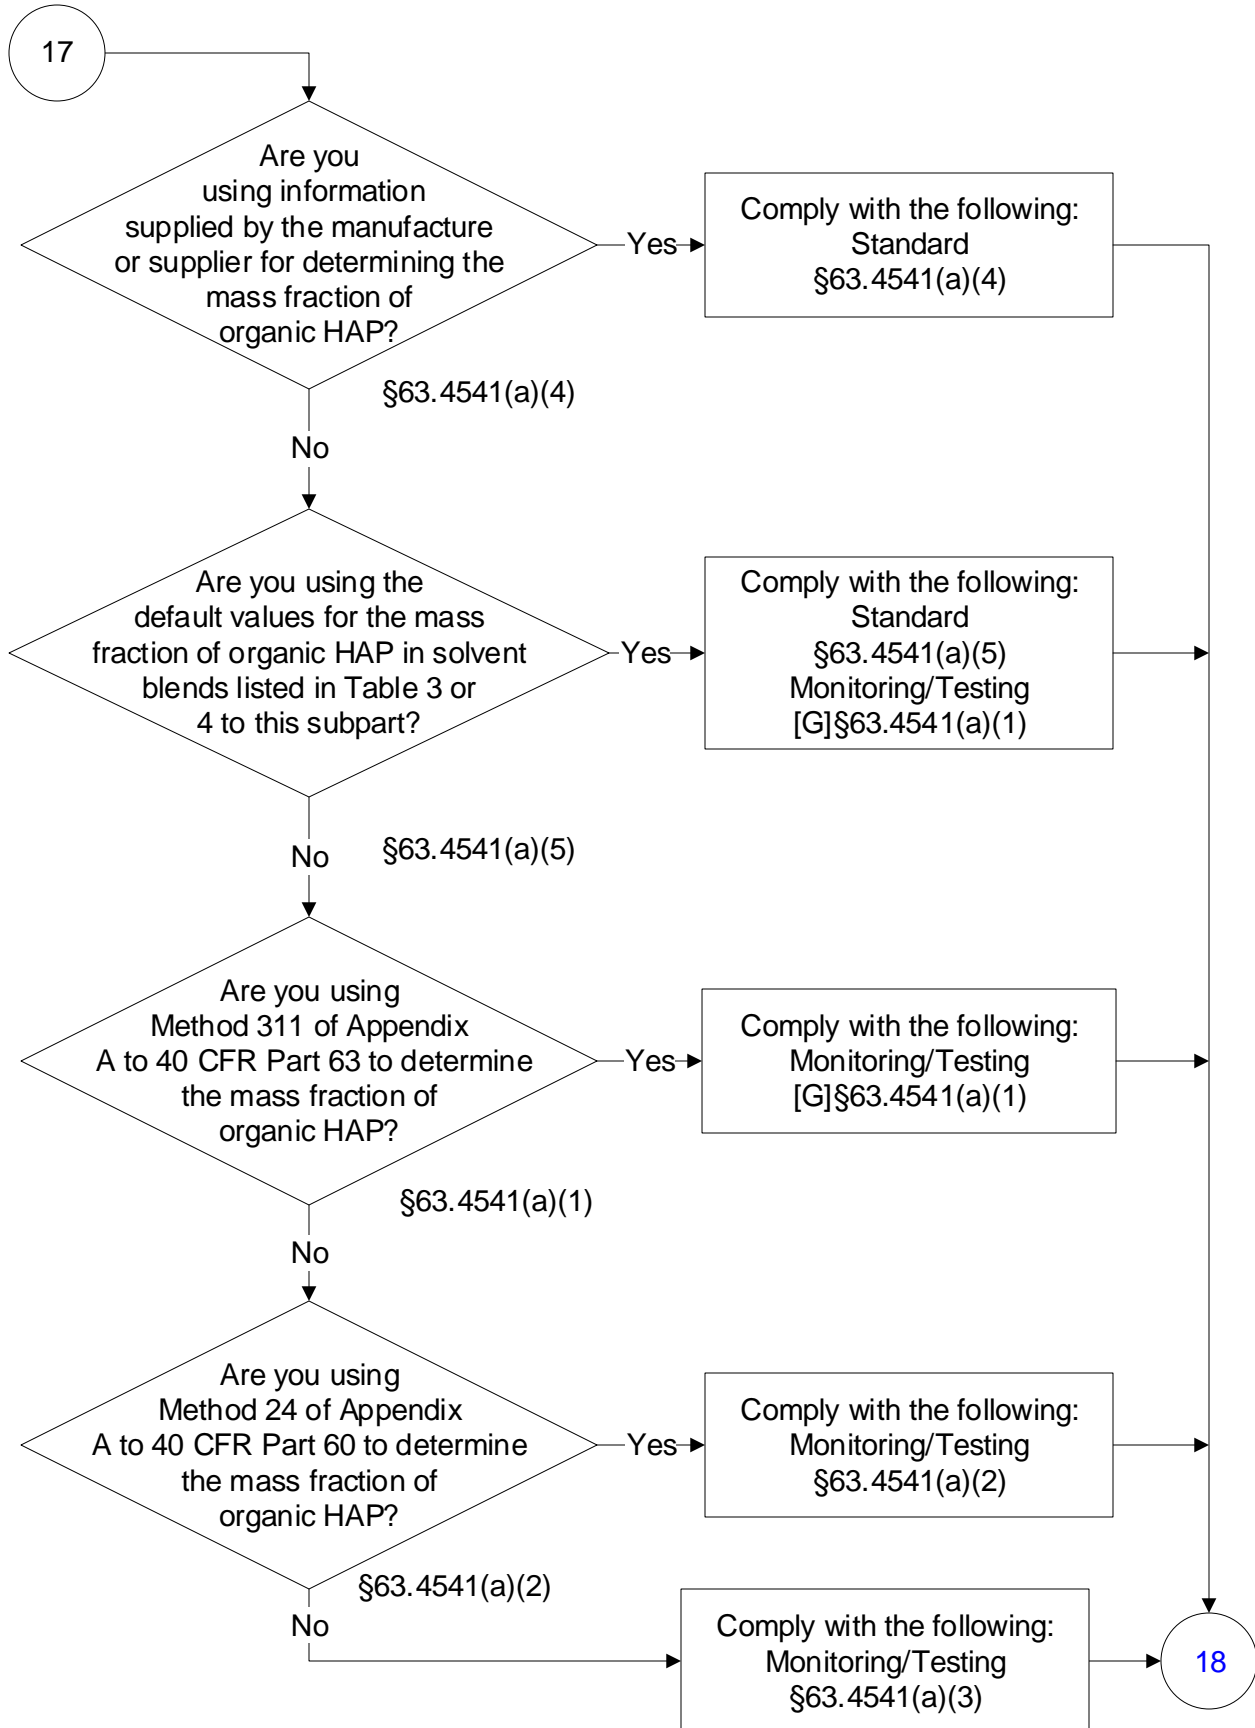 17
Are you
using information
supplied by the manufacture
or supplier for determining the
mass fraction of
organic HAP?
Yes
Comply with the following:
Standard
§63.4541(a)(4)
§63.4541(a)(4)
No
Are you using the
default values for the mass
fraction of organic HAP in solvent
blends listed in Table 3 or
4 to this subpart?
Yes
Comply with the following:
Standard
§63.4541(a)(5)
Monitoring/Testing
[G]§63.4541(a)(1)
§63.4541(a)(5)
No
Are you using
Method 311 of Appendix
A to 40 CFR Part 63 to determine
the mass fraction of
organic HAP?
Yes
Comply with the following:
Monitoring/Testing
[G]§63.4541(a)(1)
§63.4541(a)(1)
No
Are you using
Method 24 of Appendix
A to 40 CFR Part 60 to determine
the mass fraction of
organic HAP?
Yes
Comply with the following:
Monitoring/Testing
§63.4541(a)(2)
§63.4541(a)(2)
No
Comply with the following:
Monitoring/Testing
§63.4541(a)(3)
18